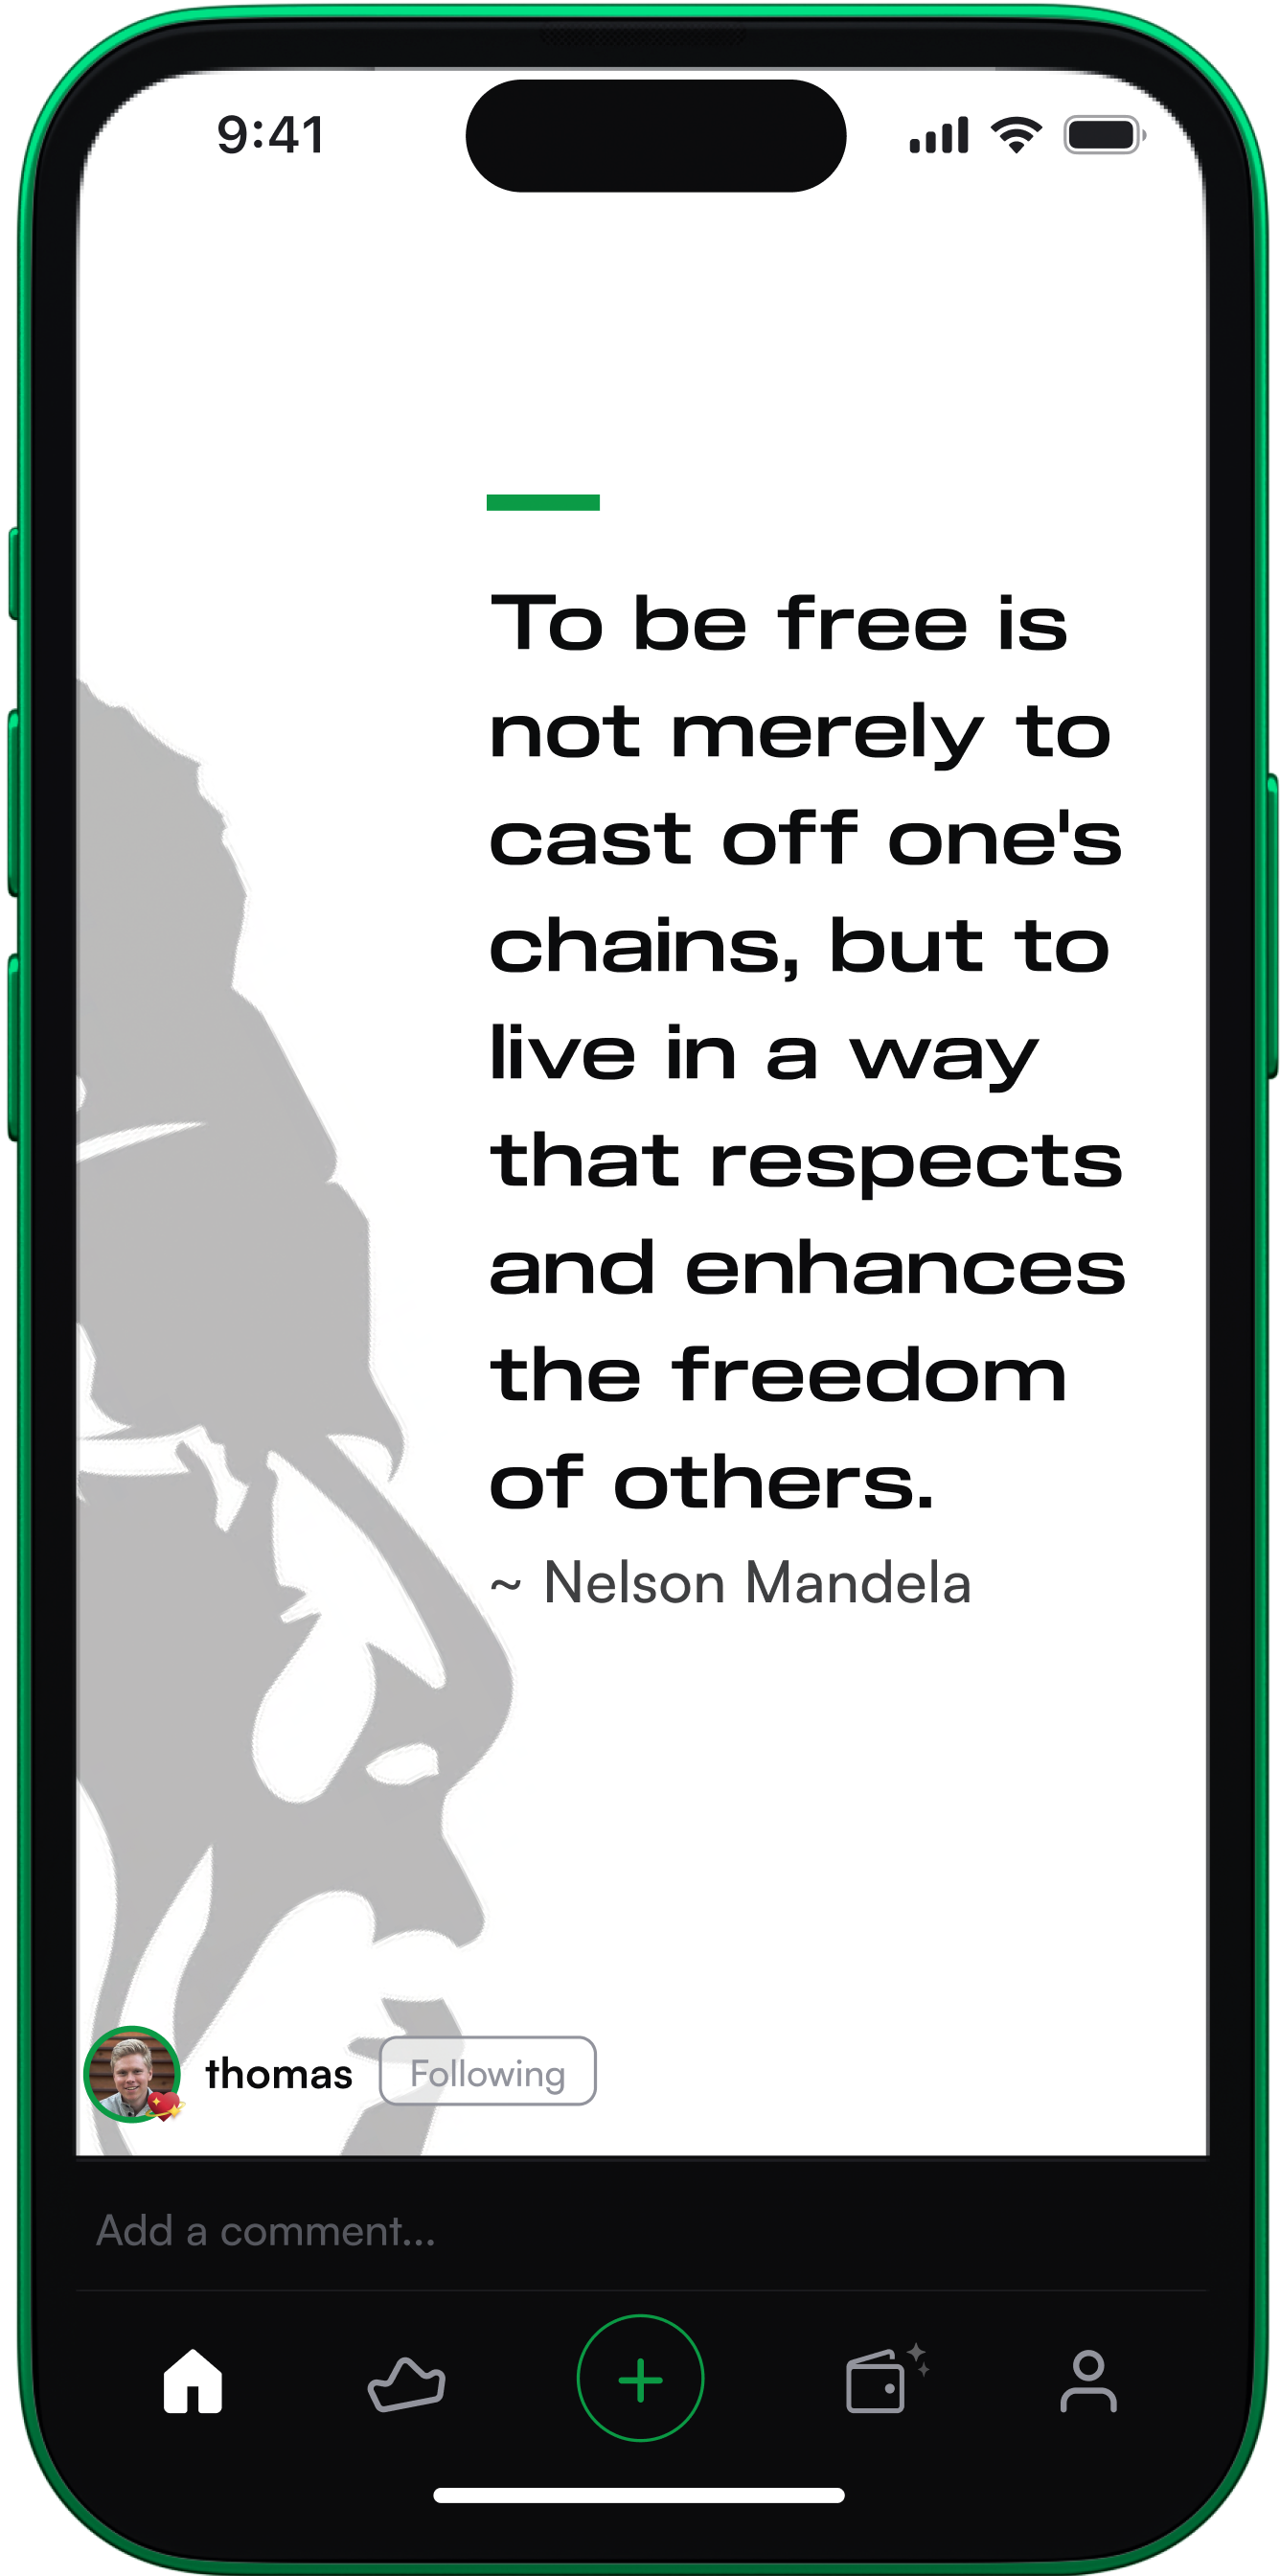 9:41
To be free is
not merely to
cast off one's
chains, but to
live in a way
that respects
and enhances
the freedom
of others.
~ Nelson Mandela
thomas Following
Add a comment...